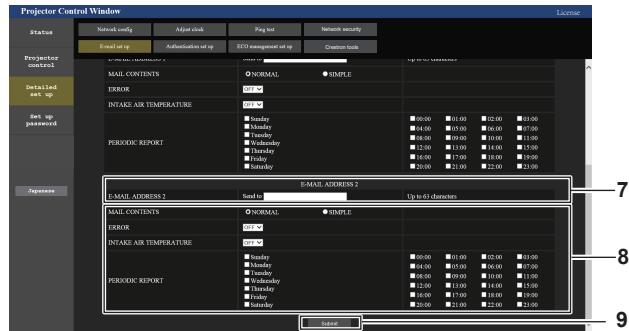 Projector Control Window
License
Status
Network config
Adjust clock
Ping test
Network security
E-mail set up
Authentication set up
ECO management set up
Crestron tools
Projector control
Detailed set up
Set up password
Japanese
E-MAIL ADDRESS 1 Send to Up to 63 characters
MAIL CONTENTS NORMAL SIMPLE
ERROR OFF
INTAKE AIR TEMPERATURE OFF
PERIODIC REPORT
Sunday
Monday
Tuesday
Wednesday
Thursday
Friday
Saturday
00:00 01:00 02:00 03:00
04:00 05:00 06:00 07:00
08:00 09:00 10:00 11:00
12:00 13:00 14:00 15:00
16:00 17:00 18:00 19:00
20:00 21:00 22:00 23:00
E-MAIL ADDRESS 2
E-MAIL ADDRESS 2 Send to Up to 63 characters
7
MAIL CONTENTS NORMAL SIMPLE
ERROR OFF
INTAKE AIR TEMPERATURE OFF
8
PERIODIC REPORT
Sunday
Monday
Tuesday
Wednesday
Thursday
Friday
Saturday
00:00 01:00 02:00 03:00
04:00 05:00 06:00 07:00
08:00 09:00 10:00 11:00
12:00 13:00 14:00 15:00
16:00 17:00 18:00 19:00
20:00 21:00 22:00 23:00
Submit
9